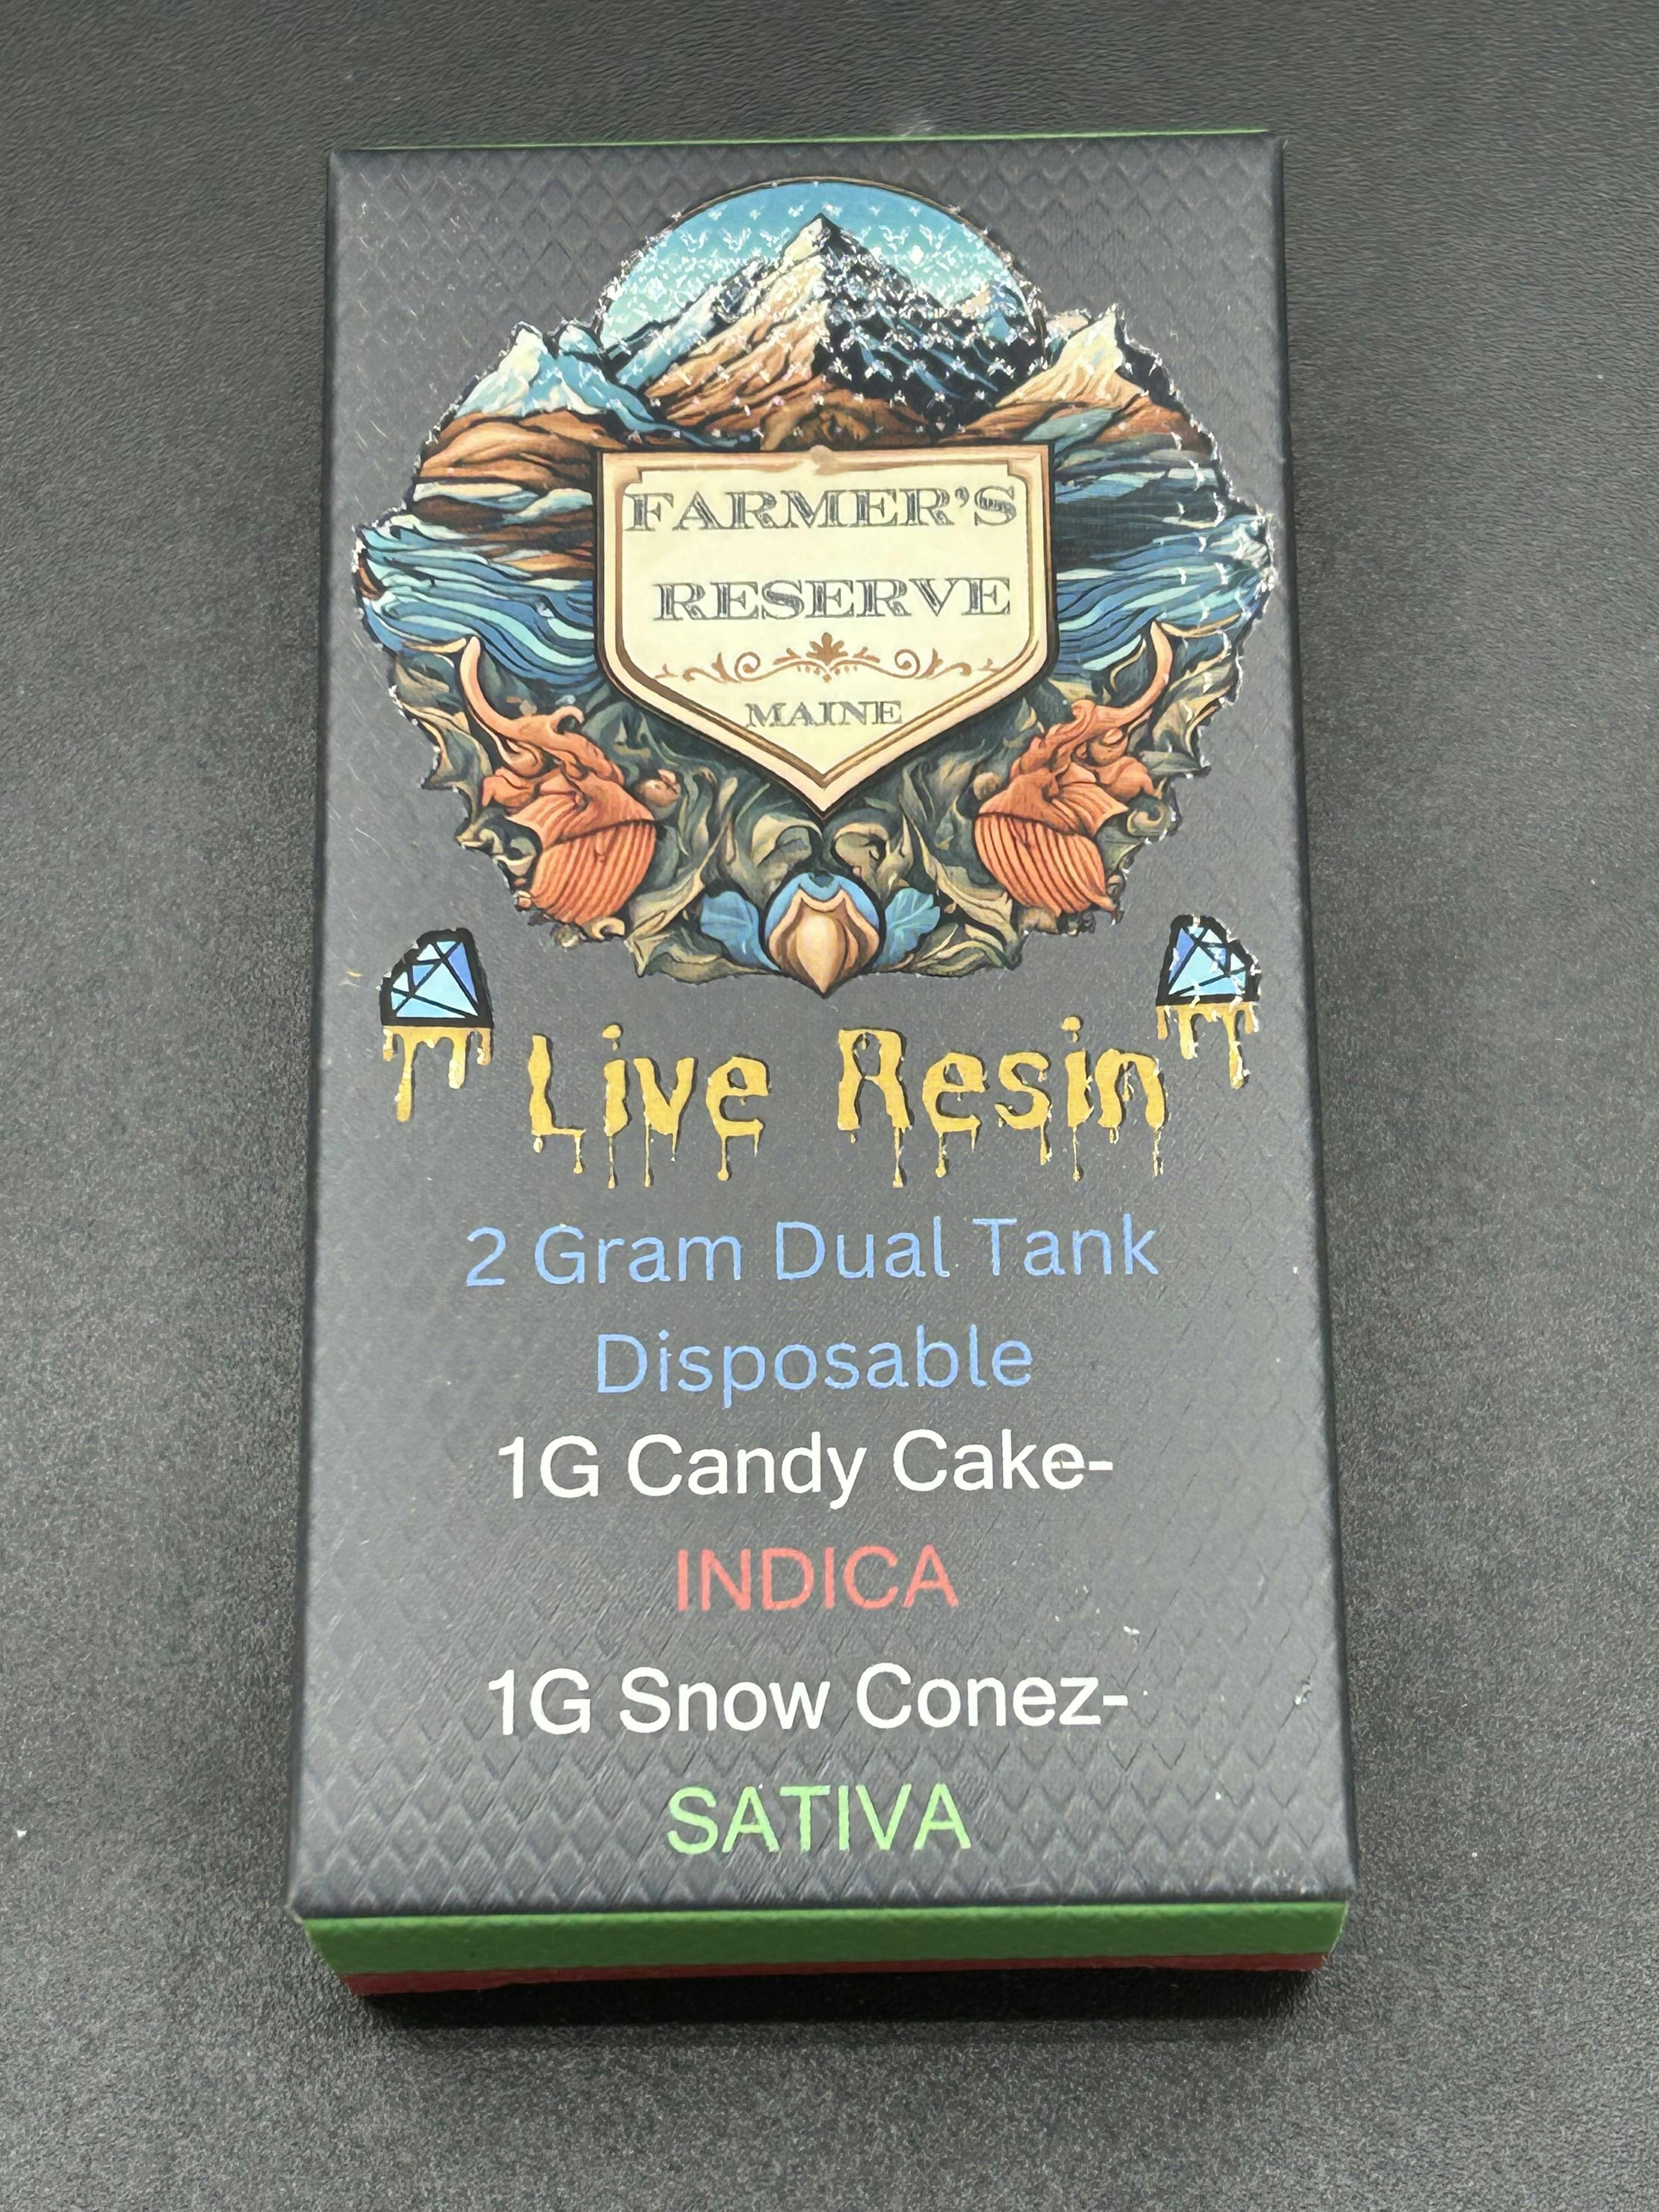 FARMER'S
RESERVE
MAINE
Live Resin
2 Gram Dual Tank
Disposable
1G Candy Cake-
INDICA
1G Snow Conez-
SATIVA